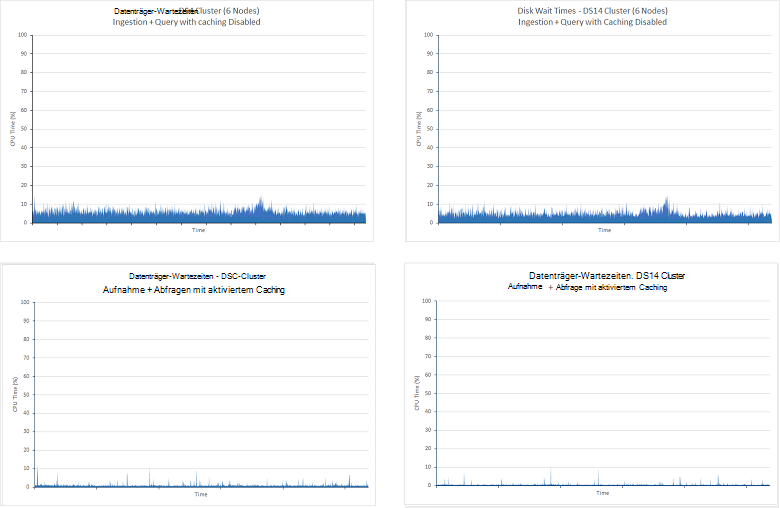 Datenträger-Wartezeiten Cluster (6 Nodes)
Ingestion + Query with caching Disabled
100
90
80
70
60
50
40
30
20
10
0
CPU Time (%)
Time
Disk Wait Times - DS14 Cluster (6 Nodes)
Ingestion + Query with Caching Disabled
100
90
80
70
60
50
40
30
20
10
0
CPU Time (%)
Time
Datenträger-Wartezeiten - DSC-Cluster
Aufnahme + Abfragen mit aktiviertem Caching
100
90
80
70
60
50
40
30
20
10
0
CPU Time (%)
Time
Datenträger-Wartezeiten. DS14 Cluster
Aufnahme + Abfrage mit aktiviertem Caching
100
90
80
70
60
50
40
30
20
10
0
CPU Time (%)
Time